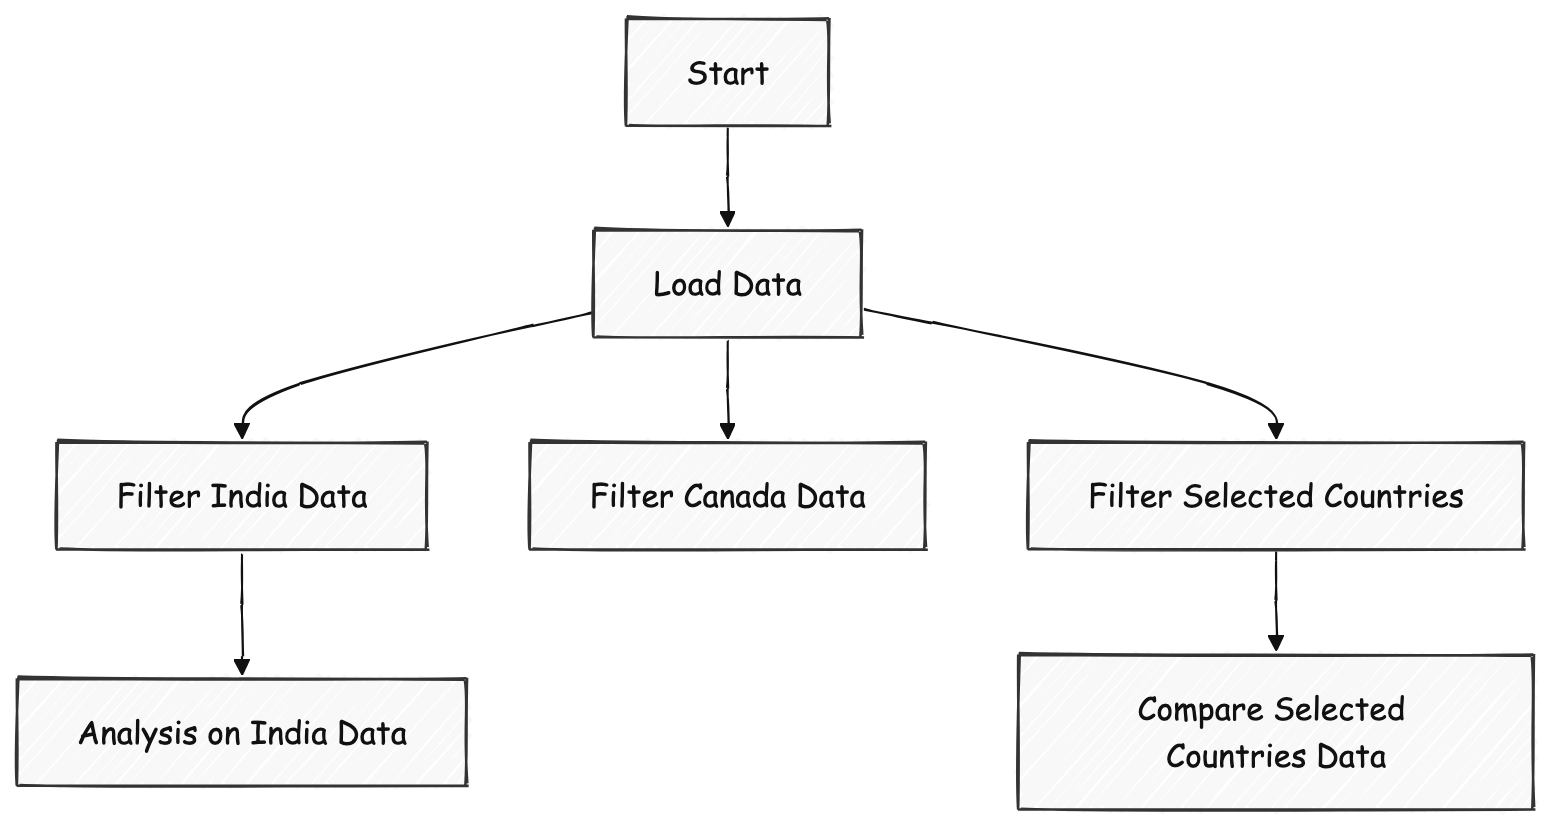 Start
Load Data
Filter India Data
Filter Canada Data
Filter Selected Countries
Analysis on India Data
Compare Selected
Countries Data